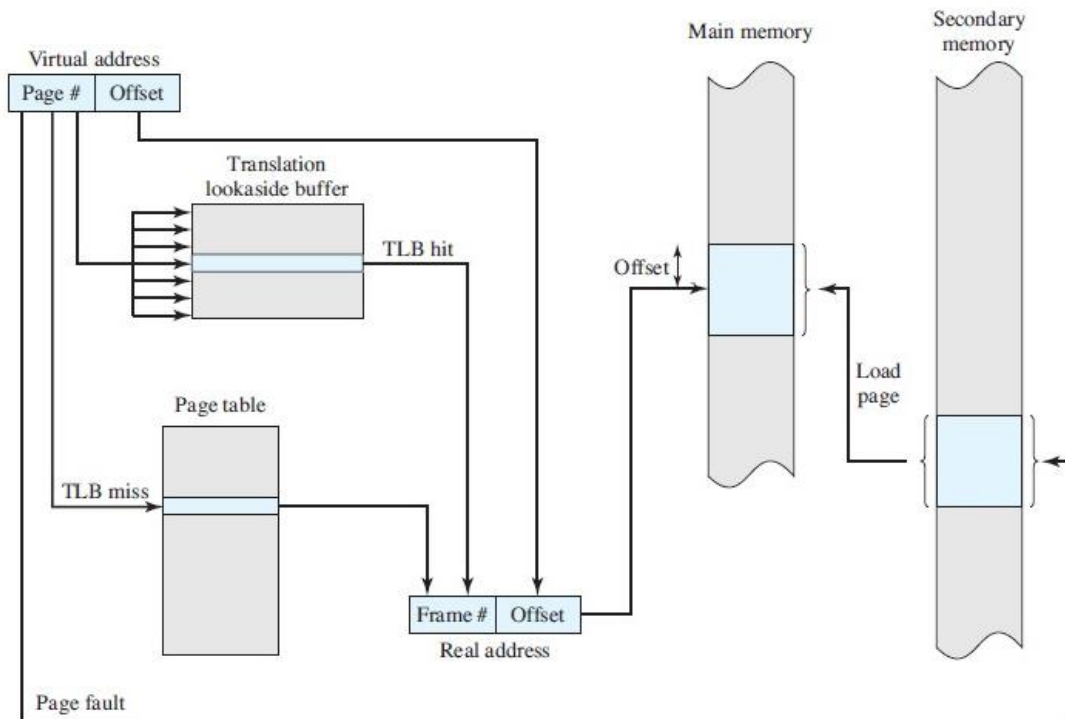 Secondary
memory
Main memory
Virtual address
Page #
Offset
Translation
lookaside buffer
TLB hit
Offset
Load
page
Page table
TLB miss
Frame #
Offset
Real address
Page fault